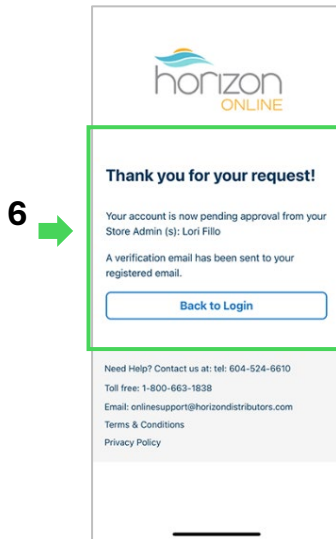 horizon
ONLINE
Thank you for your request!
6
Your account is now pending approval from your
Store Admin (s): Lori Fillo
A verification email has been sent to your
registered email.
Back to Login
Need Help? Contact us at: tel: 604-524-6610
Toll free: 1-800-663-1838
Email: onlinesupport@horizondistributors.com
Terms & Conditions
Privacy Policy